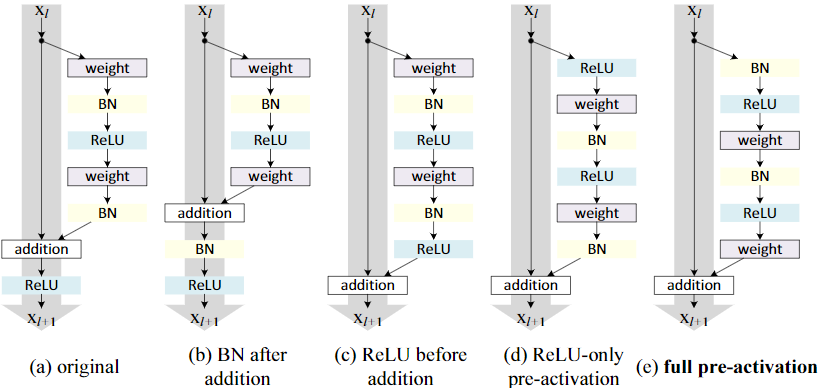 x_l
weight
BN
ReLU
weight
BN
addition
ReLU
x_{l+1}
(a) original
x_l
weight
BN
ReLU
weight
addition
BN
ReLU
x_{l+1}
(b) BN after
addition
x_l
weight
BN
ReLU
weight
BN
ReLU
addition
x_{l+1}
(c) ReLU before
addition
x_l
ReLU
weight
BN
ReLU
weight
BN
addition
x_{l+1}
(d) ReLU-only
pre-activation
x_l
BN
ReLU
weight
BN
ReLU
weight
addition
x_{l+1}
(e) full pre-activation